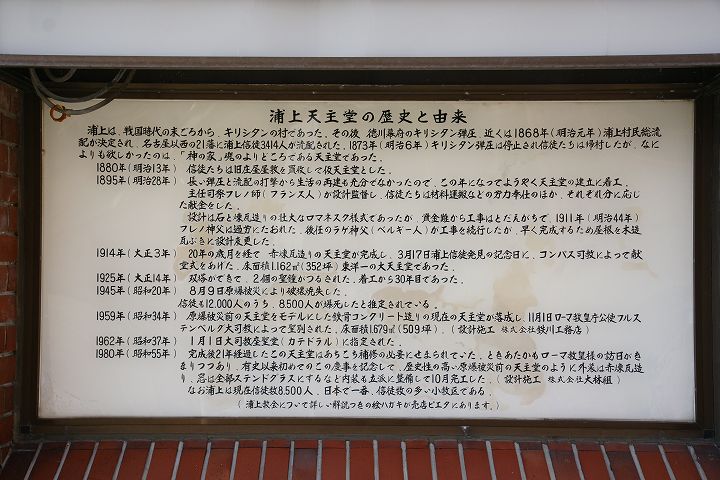 浦上天主堂の歴史と由来
浦上は、戦国時代の末ごろから、キリシタンの村であった。その後、徳川幕府のキリシタン弾圧、近くは1868年(明治元年)浦上村民総流
配が決定され、名古屋以西の21藩に浦上信徒3414人が流配された。1873年(明治6年)キリシタン弾圧は停止され信徒たちは帰村したが、なに
よりも欲しかったのは、「神の家」魂のよりどころである天主堂であった。
1880年(明治13年) 信徒たちは旧庄屋屋敷を買収して仮天主堂とした。
1895年(明治28年) 長い弾圧と流配の打撃から生活の再建も充分でなかったので、この年になってようやく天主堂の建立に着工。
主任司祭フレノ師(フランス人)が設計監督し、信徒たちは材料運搬などの労力奉仕のほか、それぞれ分に応じ
た献金をした。
設計は石と煉瓦造りの壮大なロマネスク様式であったが、資金難から工事はとだえがちで、1911年(明治44年)
フレノ神父は過労にたおれた。後任のラゲ神父(ベルギー人)が工事を続行したが、早く完成するため屋根を木造
瓦ぶきに設計変更した。
1914年(大正3年) 20年の歳月を経て、赤煉瓦造りの天主堂が完成し、3月17日浦上信徒発見の記念日に、コンバス司教によって献
堂式をあげた。床面積1.162㎡(352坪)東洋一の大天主堂であった。
1925年(大正14年) 双塔ができて、2個の聖鐘がつるされた。着工から30年目であった。
1945年(昭和20年) 8月9日原爆被災により破壊焼失した。
信徒も12,000人のうち、8,500人が爆死したと推定されている。
1959年(昭和34年) 原爆被災前の天主堂をモデルにした鉄骨コンクリート造りの現在の天主堂が落成し、11月1日ローマ教皇庁公使フルス
テンベルク大司教によって聖別された。床面積1.679㎡(509坪)。(設計施工 株式会社鉄川工務店)
1962年(昭和37年) 1月1日大司教座聖堂(カテドラル)に指定された。
1980年(昭和55年) 完成後21年経過したこの天主堂はあちこち補修の必要にせまられていた、ときあたかもローマ教皇様の訪日がき
まりつつあり、有史以来初めてのこの慶事を記念して、歴史性の高い原爆被災前の天主堂のように外装は赤煉瓦造
り、窓は全部ステンドグラスにするなど内装も立派に整備して10月完工した。(設計施工 株式会社大林組)
なお浦上は現在信徒数8,500人、日本で一番、信徒数の多い小教区である。
(浦上教会について詳しい解説つきの絵ハガキが売店ピエタにあります。)